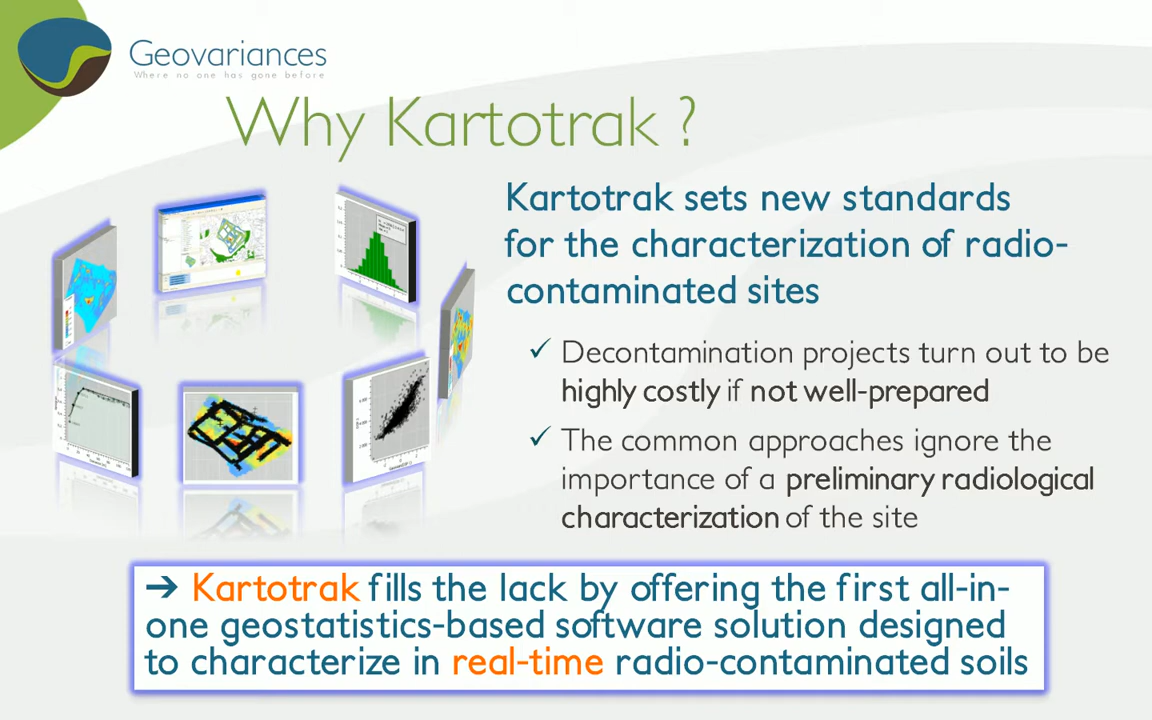 Geovariances
Where no one has gone before
Why Kartotrak ?
Kartotrak sets new standards
for the characterization of radio-
contaminated sites
✓ Decontamination projects turn out to be
highly costly if not well-prepared
✓ The common approaches ignore the
importance of a preliminary radiological
characterization of the site
➔ Kartotrak fills the lack by offering the first all-in-
one geostatistics-based software solution designed
to characterize in real-time radio-contaminated soils